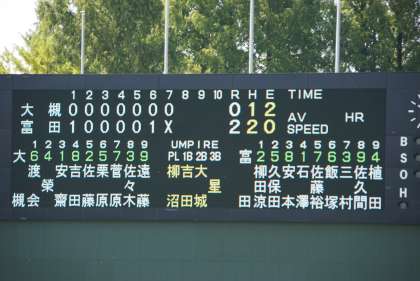 1 2 3 4 5 6 7 8 9 10 R H E TIME
大槻 0 0 0 0 0 0 0 0 1 2 AV HR
富田 1 0 0 0 0 1 X 2 2 0 SPEED
1 2 3 4 5 6 7 8 9 UMPIRE 1 2 3 4 5 6 7 8 9
大 6 4 1 8 2 5 7 3 9 PL 1B 2B 3B 富 2 5 8 1 7 6 3 9 4
渡 安吉佐栗菅佐遠 柳吉大 柳久安石佐飯三佐植
榮 々 星 田保 藤 久
槻会 齋田藤原原木藤 沼田城 田涼田本澤裕塚村間田
B
S
O
H